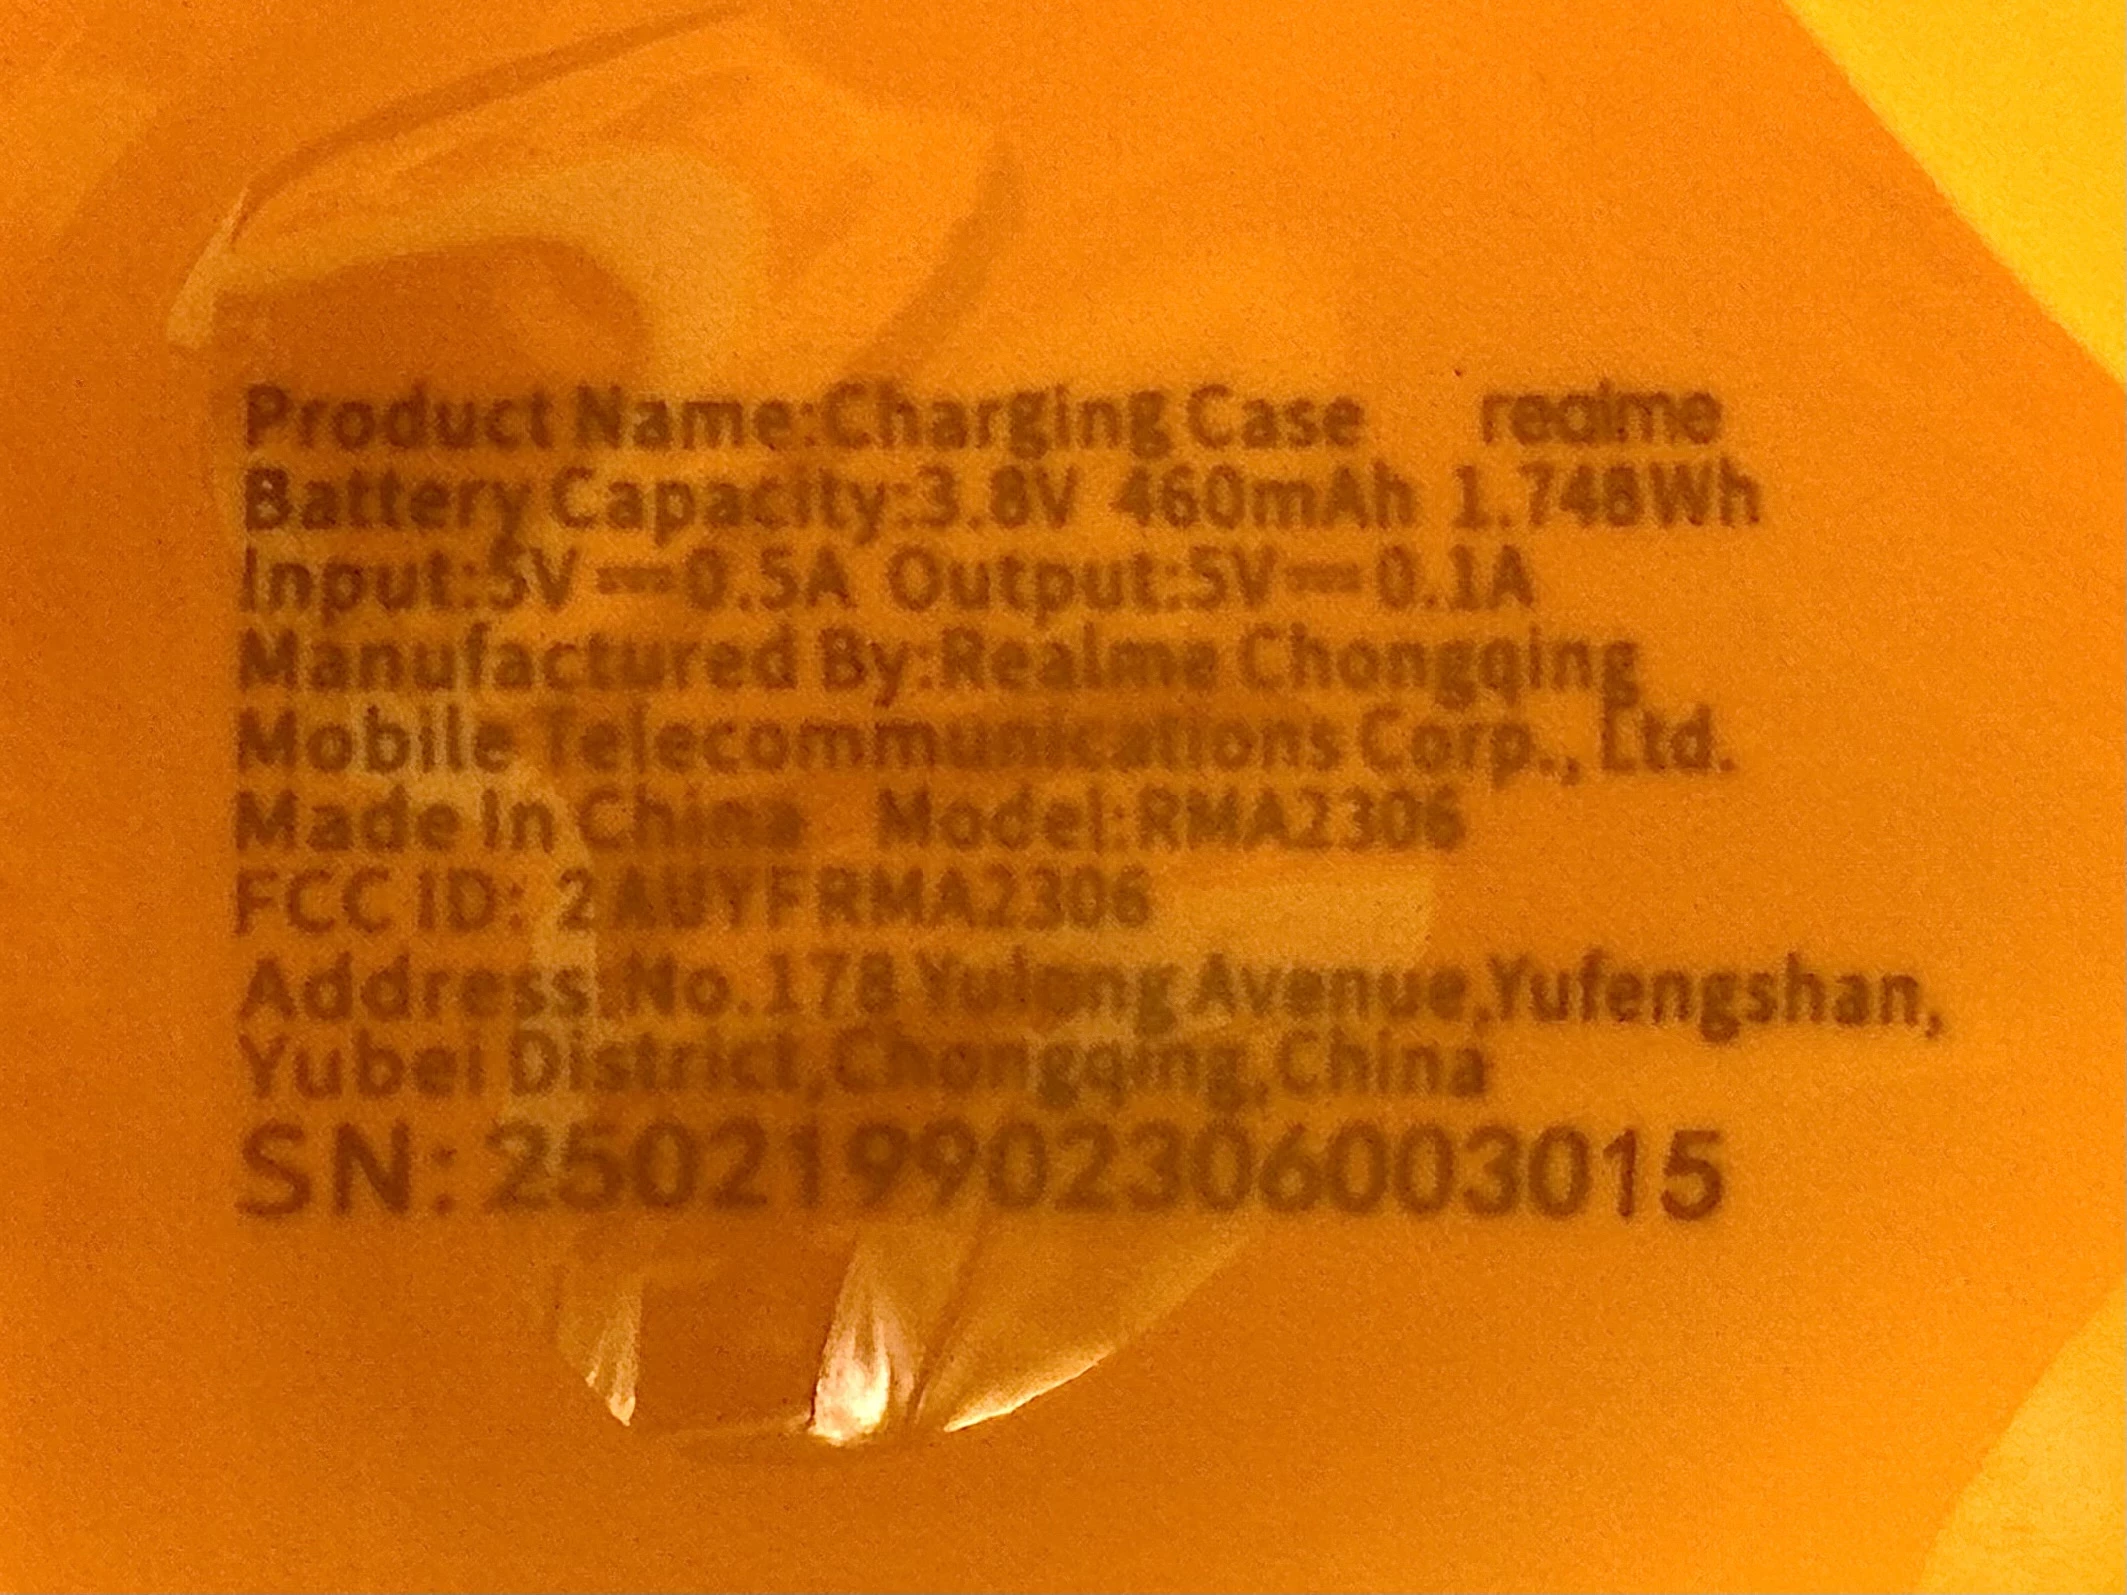 Product Name:Charging Case realme
Battery Capacity:3.8V 460mAh 1.748Wh
Input:5V⎓0.5A Output:5V⎓0.1A
Manufactured By:Realme Chongqing
Mobile Telecommunications Corp., Ltd.
Made In China Model:RMA2306
FCC ID: 2AUYFRMA2306
Address:No.178 Yulong Avenue,Yufengshan,
Yubei District,Chongqing,China
SN: 2502199023060003015